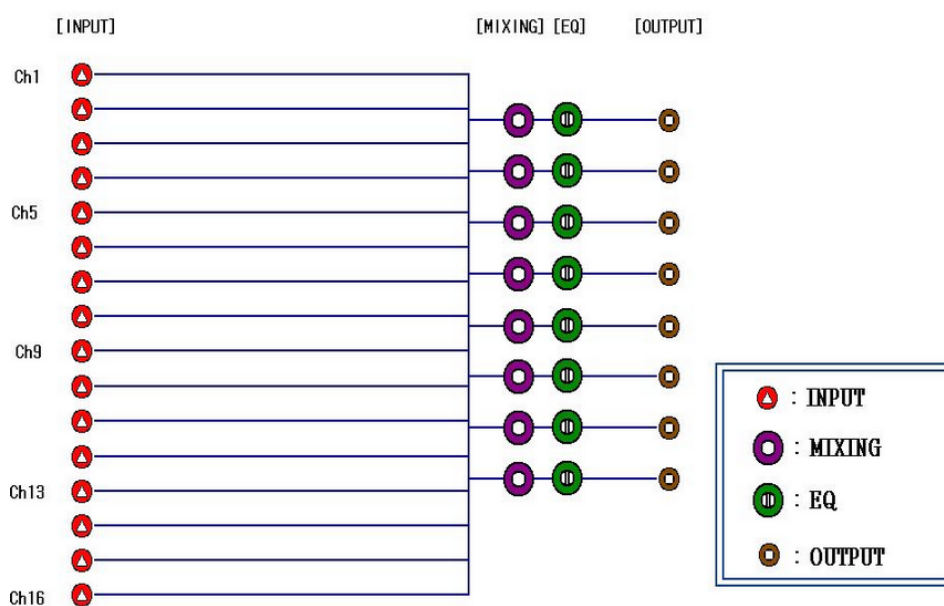 [INPUT] [MIXING] [EQ] [OUTPUT]
Ch1
Ch5
Ch9
Ch13
Ch16
: INPUT
: MIXING
: EQ
: OUTPUT